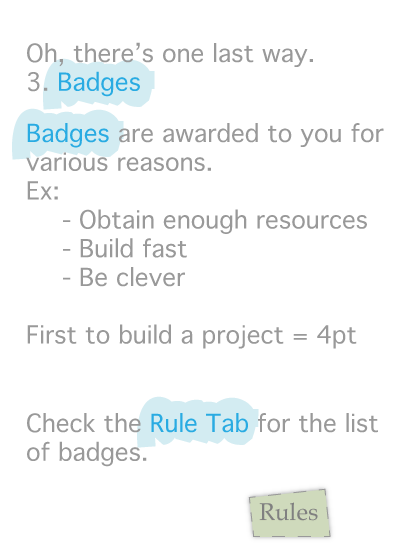 Oh, there's one last way.
3. Badges
Badges are awarded to you for
various reasons.
Ex:
- Obtain enough resources
- Build fast
- Be clever
First to build a project = 4pt
Check the Rule Tab for the list
of badges.
Rules